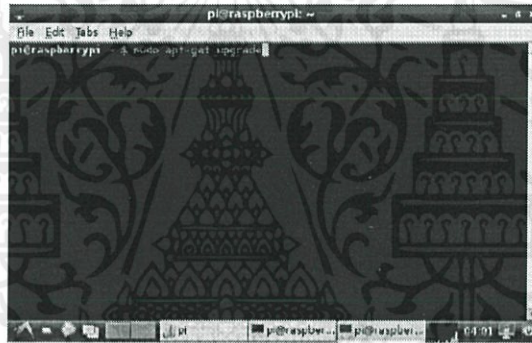 pi@raspberrypi: ~
File Edit Tabs Help
pi@raspberrypi ~ $ sudo apt-get upgrade
pi
pi@raspber...
pi@raspber...
04:01